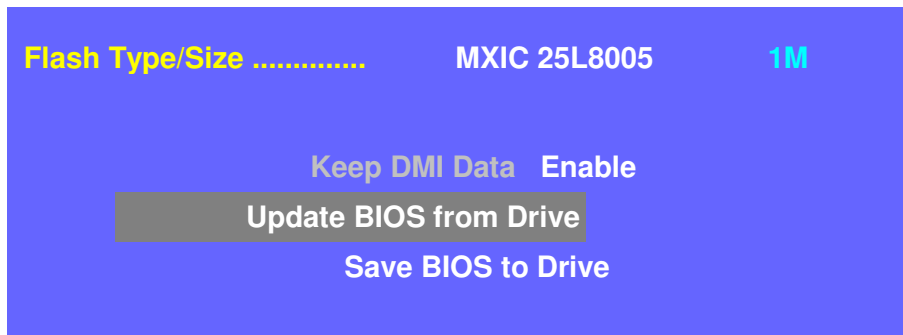 Flash Type/Size .............. MXIC 25L8005 1M
Keep DMI Data Enable
Update BIOS from Drive
Save BIOS to Drive